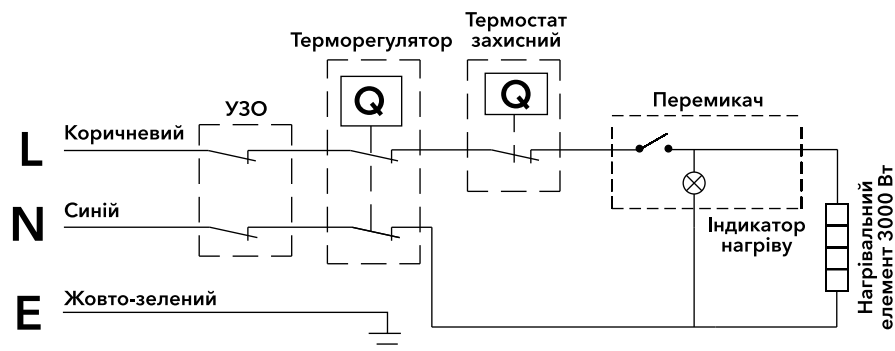 Термостат
захисний
Терморегулятор
Q
Q
Перемикач
УЗО
L
Коричневий
N
Синій
Індикатор
нагріву
Нагрівальний
елемент 3000 Вт
E
Жовто-зелений